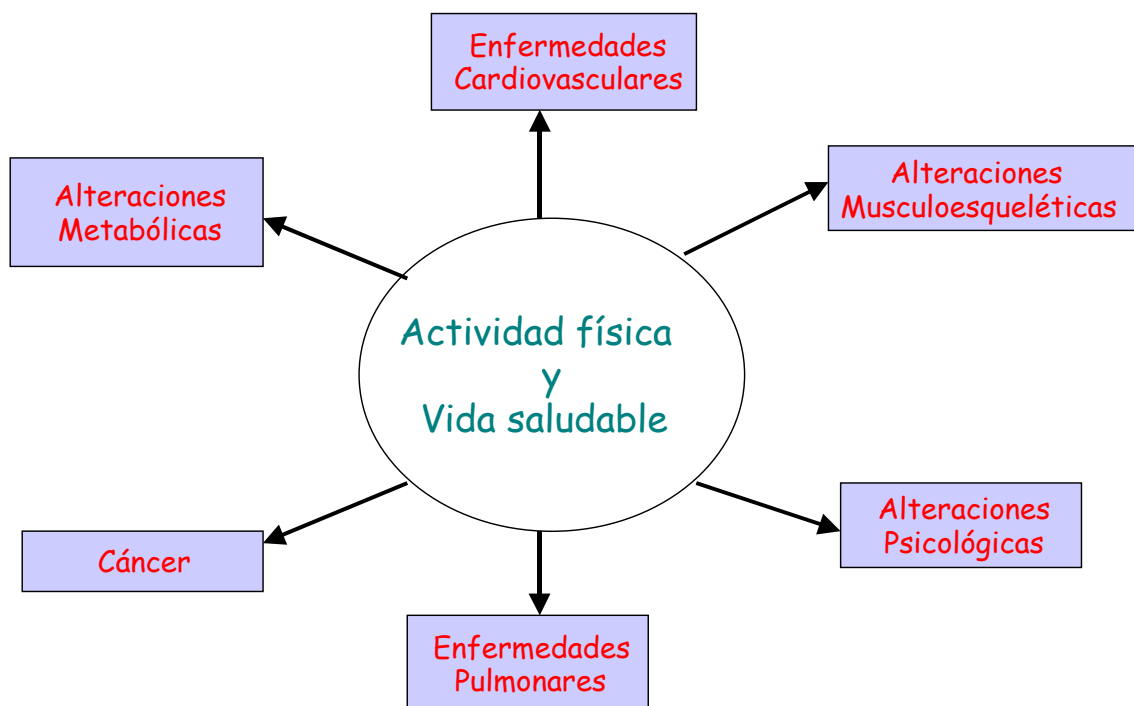 Enfermedades
Cardiovasculares
Alteraciones
Metabólicas
Alteraciones
Musculoesqueléticas
Actividad física
y
Vida saludable
Cáncer
Alteraciones
Psicológicas
Enfermedades
Pulmonares